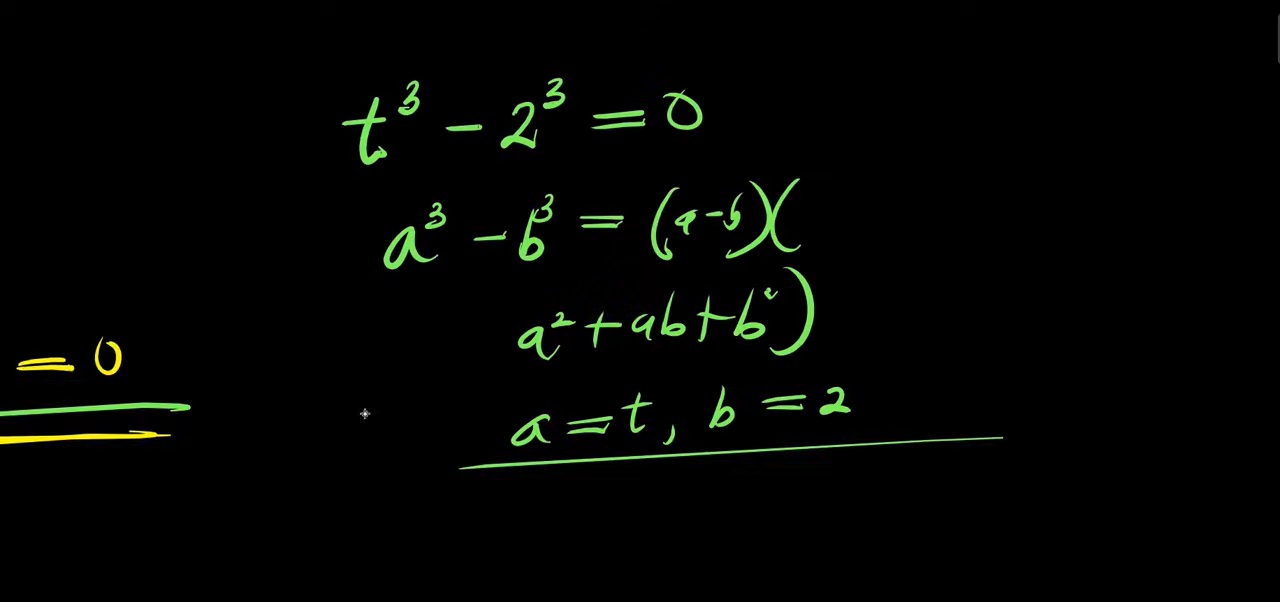 t³ - 2³ = 0
a³ - b³ = (a-b)(
a² + ab + b²)
= 0
a = t, b = 2